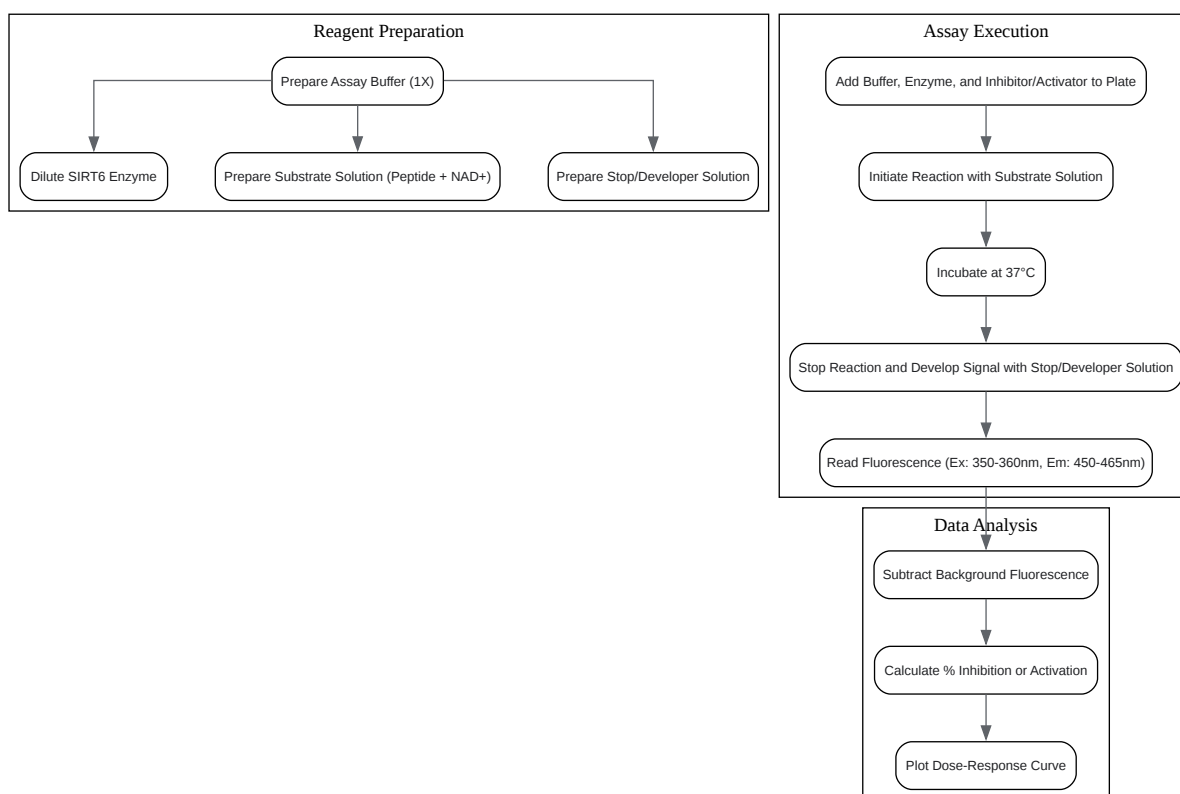 Reagent Preparation
Prepare Assay Buffer (1X)
Dilute SIRT6 Enzyme
Prepare Substrate Solution (Peptide + NAD+)
Prepare Stop/Developer Solution
Assay Execution
Add Buffer, Enzyme, and Inhibitor/Activator to Plate
Initiate Reaction with Substrate Solution
Incubate at 37°C
Stop Reaction and Develop Signal with Stop/Developer Solution
Read Fluorescence (Ex: 350-360nm, Em: 450-465nm)
Data Analysis
Subtract Background Fluorescence
Calculate % Inhibition or Activation
Plot Dose-Response Curve